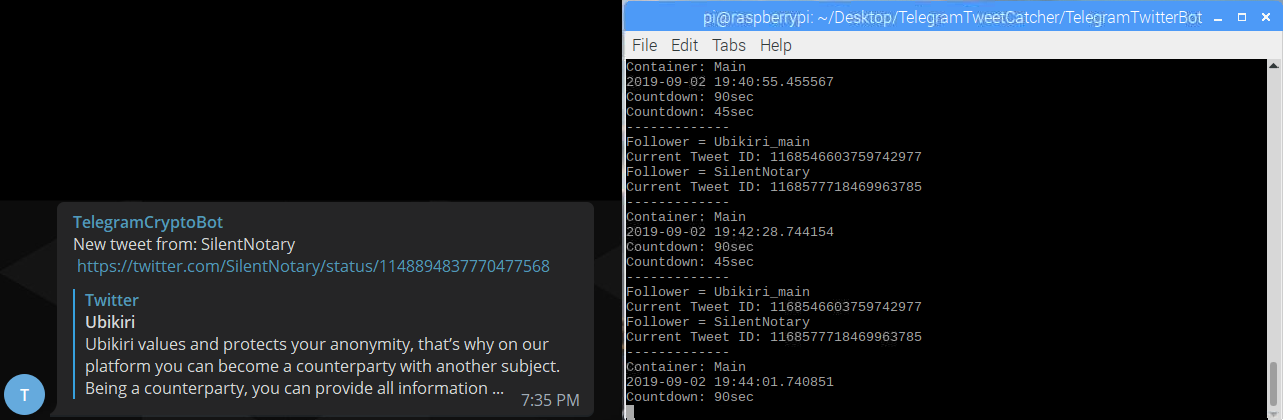 TelegramCryptoBot
New tweet from: SilentNotary
https://twitter.com/SilentNotary/status/1148894837770477568
Twitter
Ubikiri
Ubikiri values and protects your anonymity, that’s why on our
platform you can become a counterparty with another subject.
Being a counterparty, you can provide all information ...
7:35 PM
T
pi@raspberrypi: ~/Desktop/TelegramTweetCatcher/TelegramTwitterBot
File Edit Tabs Help
Container: Main
2019-09-02 19:40:55.455567
Countdown: 90sec
Countdown: 45sec
-------------
Follower = Ubikiri_main
Current Tweet ID: 1168546603759742977
Follower = SilentNotary
Current Tweet ID: 1168577718469963785
-------------
Container: Main
2019-09-02 19:42:28.744154
Countdown: 90sec
Countdown: 45sec
-------------
Follower = Ubikiri_main
Current Tweet ID: 1168546603759742977
Follower = SilentNotary
Current Tweet ID: 1168577718469963785
-------------
Container: Main
2019-09-02 19:44:01.740851
Countdown: 90sec